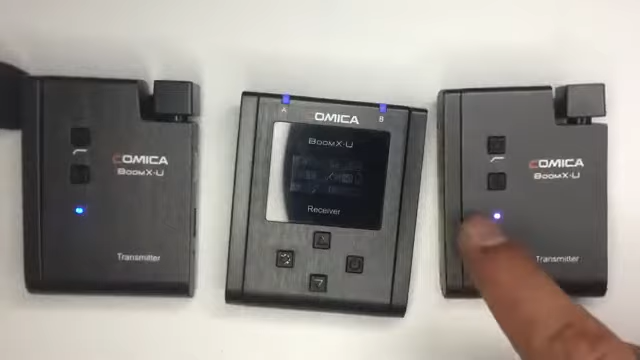 COMICA
BOOMX-U
Transmitter
A
B
COMICA
BOOMX-U
Receiver
COMICA
BOOMX-U
Transmitter